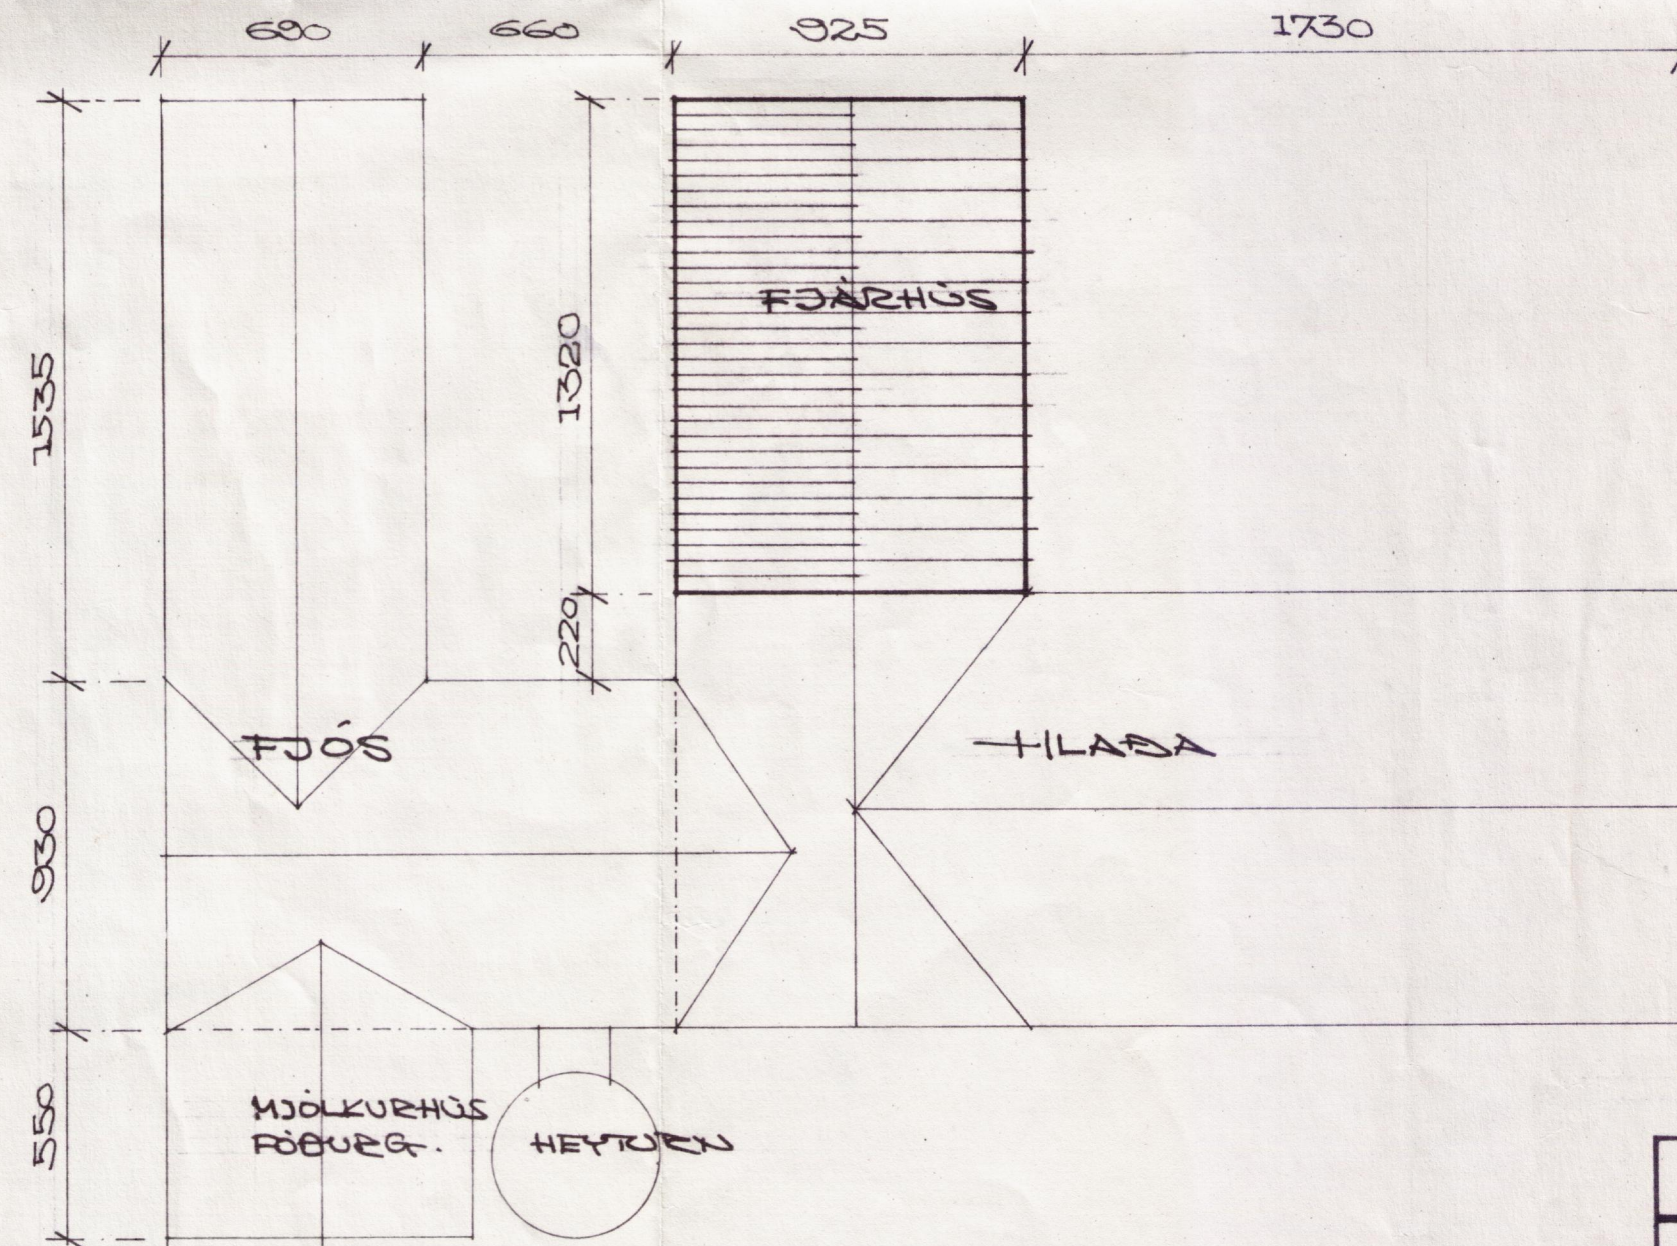 690 660 925 1730
FJÁRHÚS
1320
1535
220
FJÓS
HLAÐA
930
MJÓLKURHÚS
FÓÐURG.
HEYTURN
550